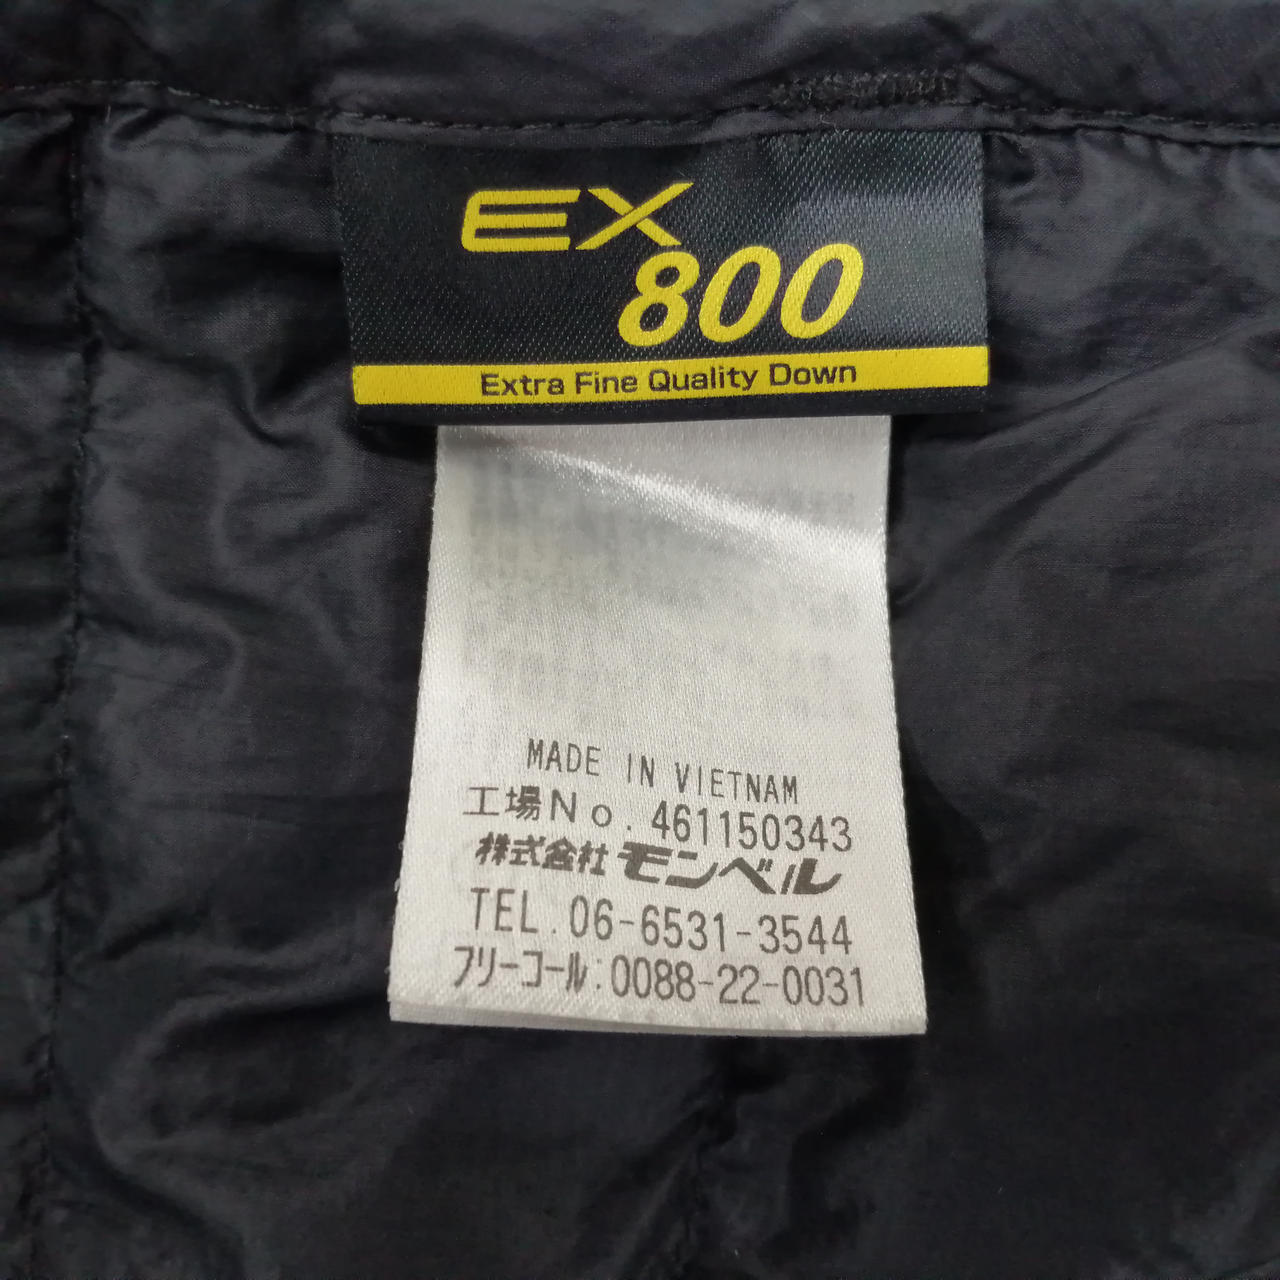 EX
800
Extra Fine Quality Down
MADE IN VIETNAM
工場No. 461150343
株式会社モンベル
TEL. 06-6531-3544
フリーコール:0088-22-0031